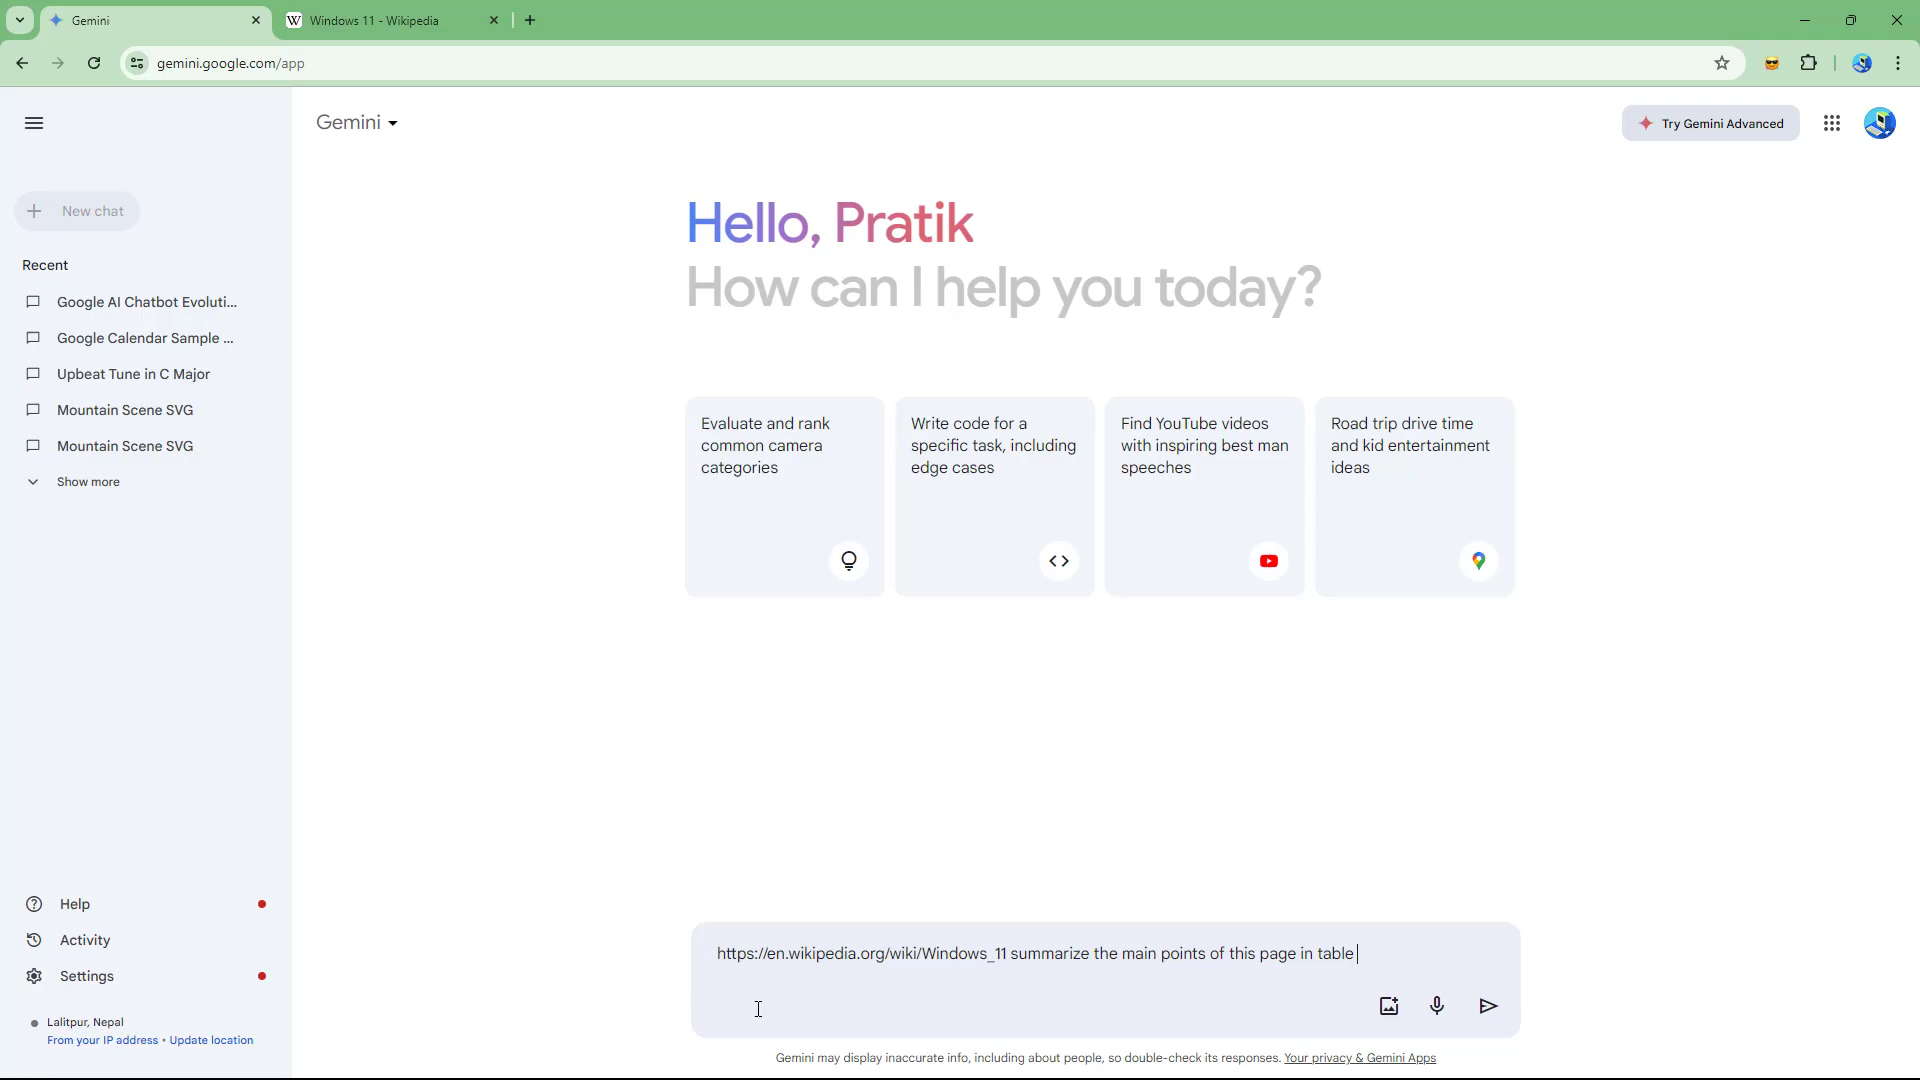 Gemini
Windows 11 - Wikipedia
gemini.google.com/app
Gemini
Try Gemini Advanced
New chat
Recent
Google AI Chatbot Evoluti...
Google Calendar Sample ...
Upbeat Tune in C Major
Mountain Scene SVG
Mountain Scene SVG
Show more
Hello, Pratik
How can I help you today?
Evaluate and rank
common camera
categories
Write code for a
specific task, including
edge cases
Find YouTube videos
with inspiring best man
speeches
Road trip drive time
and kid entertainment
ideas
Help
Activity
Settings
Lalitpur, Nepal
From your IP address • Update location
https://en.wikipedia.org/wiki/Windows_11 summarize the main points of this page in table
Gemini may display inaccurate info, including about people, so double-check its responses. Your privacy & Gemini Apps